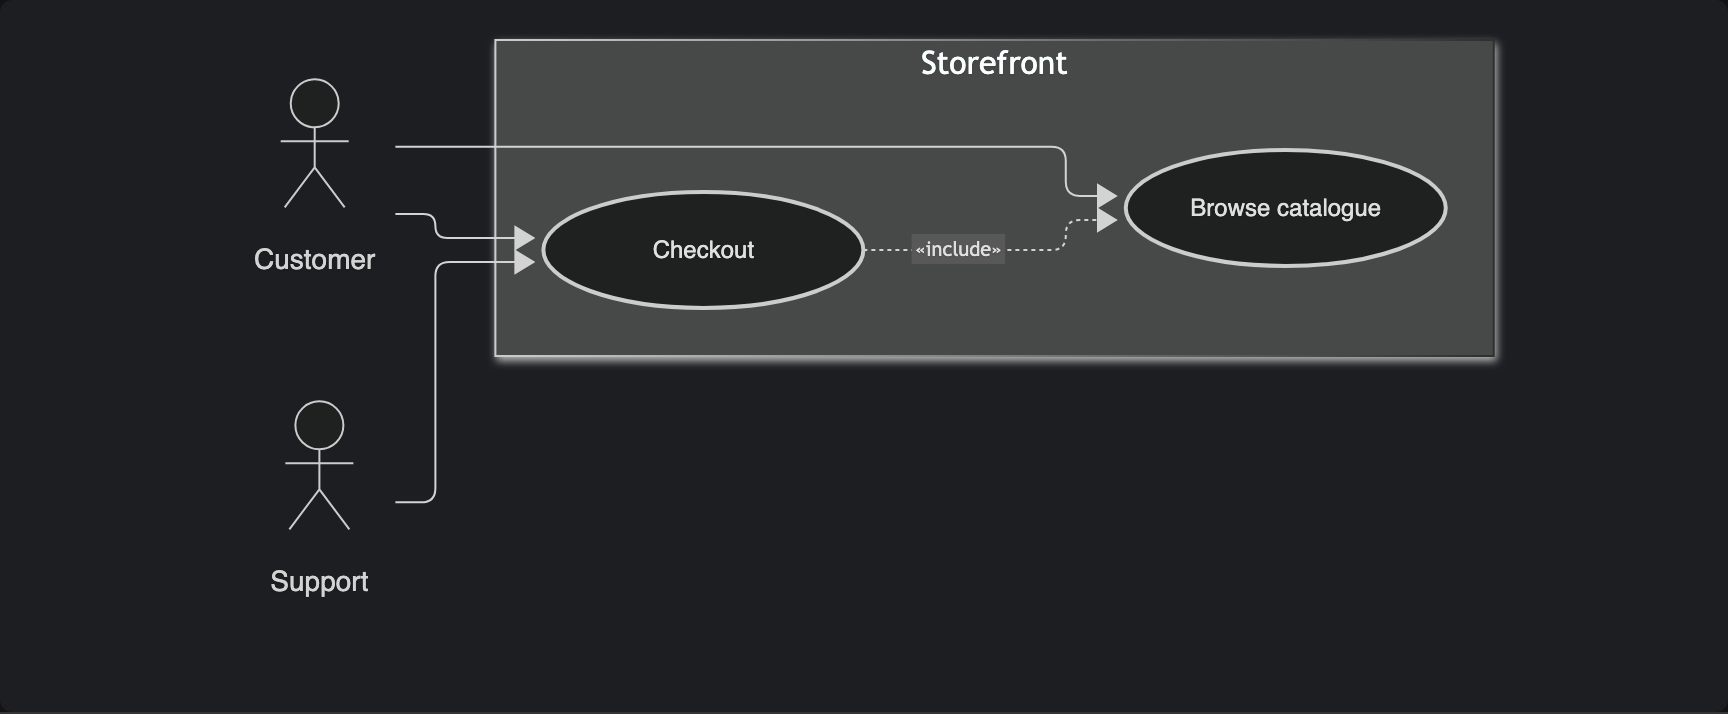 Storefront
Customer
Checkout
«include»
Browse catalogue
Support